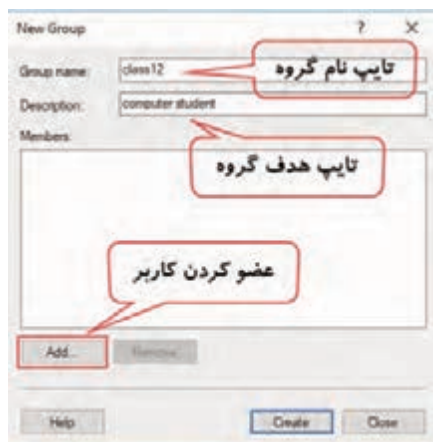 New Group ? ×
Group name: class12
تایپ نام گروه
Description: computer student
Members:
تایپ هدف گروه
عضو کردن کاربر
Add... Remove
Help Create Close